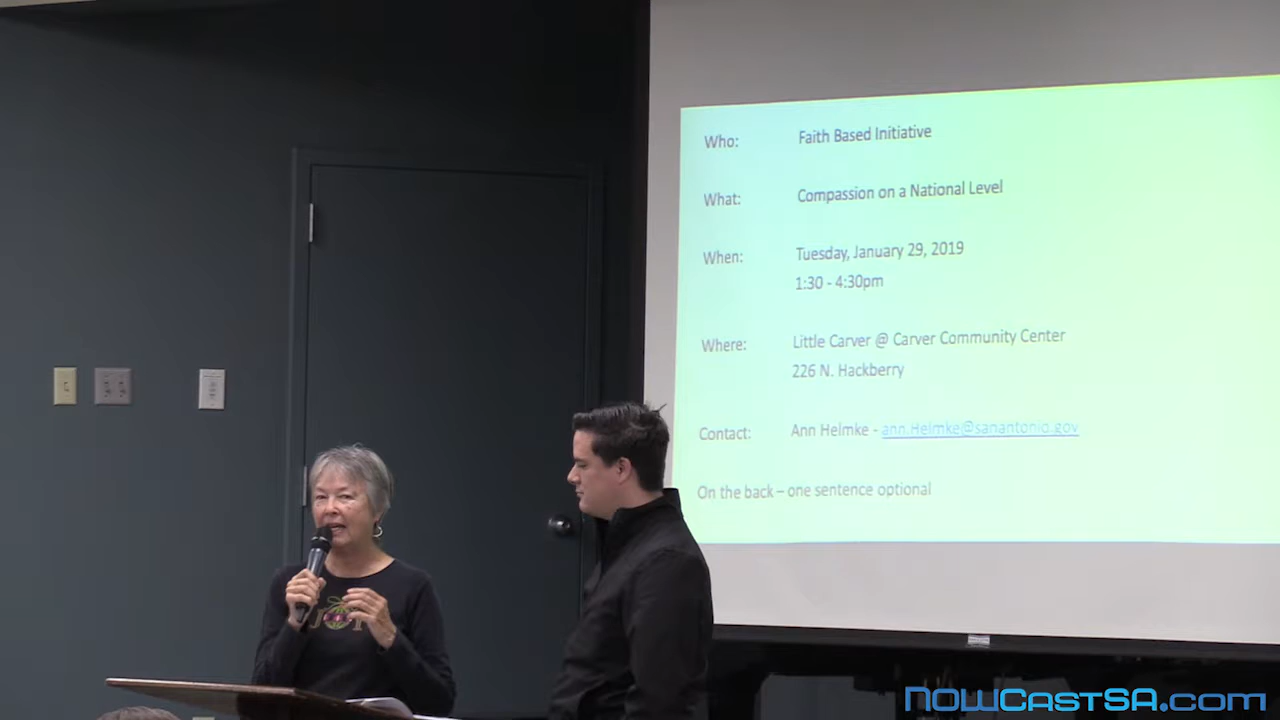 Who: Faith Based Initiative
What: Compassion on a National Level
When: Tuesday, January 29, 2019
1:30 - 4:30pm
Where: Little Carver @ Carver Community Center
226 N. Hackberry
Contact: Ann Helmke - ann.Helmke@sanantonio.gov
On the back – one sentence optional
JOY
NOWCASTSA.com